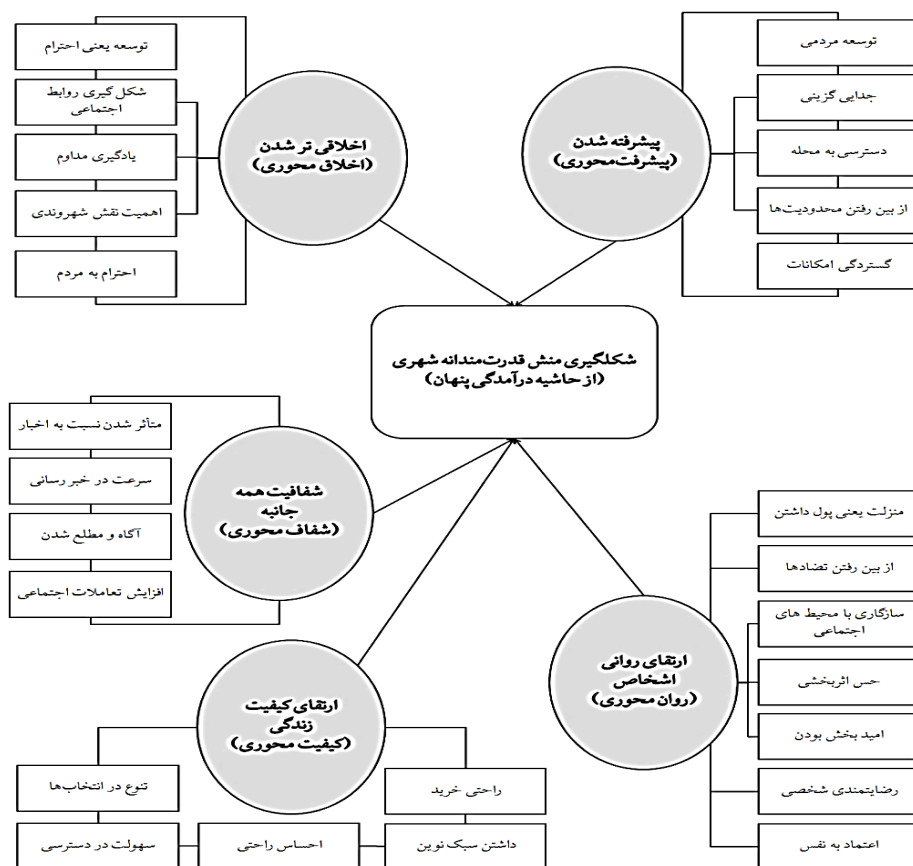 توسعه مردمی
جدایی گزینی
دسترسی به محله
از بین رفتن محدودیت‌ها
گستردگی امکانات
پیشرفته شدن
(پیشرفت‌محوری)
اخلاقی تر شدن
(اخلاق محوری)
توسعه یعنی احترام
شکل گیری روابط
اجتماعی
یادگیری مداوم
اهمیت نقش شهروندی
احترام به مردم
شکلگیری منش قدرت‌مندانه شهری
(از حاشیه درآمدگی پنهان)
شفافیت همه
جانبه
(شفاف محوری)
متأثر شدن نسبت به اخبار
سرعت در خبر رسانی
آگاه و مطلع شدن
افزایش تعاملات اجتماعی
منزلت یعنی پول داشتن
از بین رفتن تضادها
سازگاری با محیط های
اجتماعی
حس اثربخشی
امید بخش بودن
رضایتمندی شخصی
اعتماد به نفس
ارتقای روانی
اشخاص
(روان محوری)
ارتقای کیفیت
زندگی
(کیفیت محوری)
راحتی خرید
تنوع در انتخاب‌ها
داشتن سبک نوین
احساس راحتی
سهولت در دسترسی